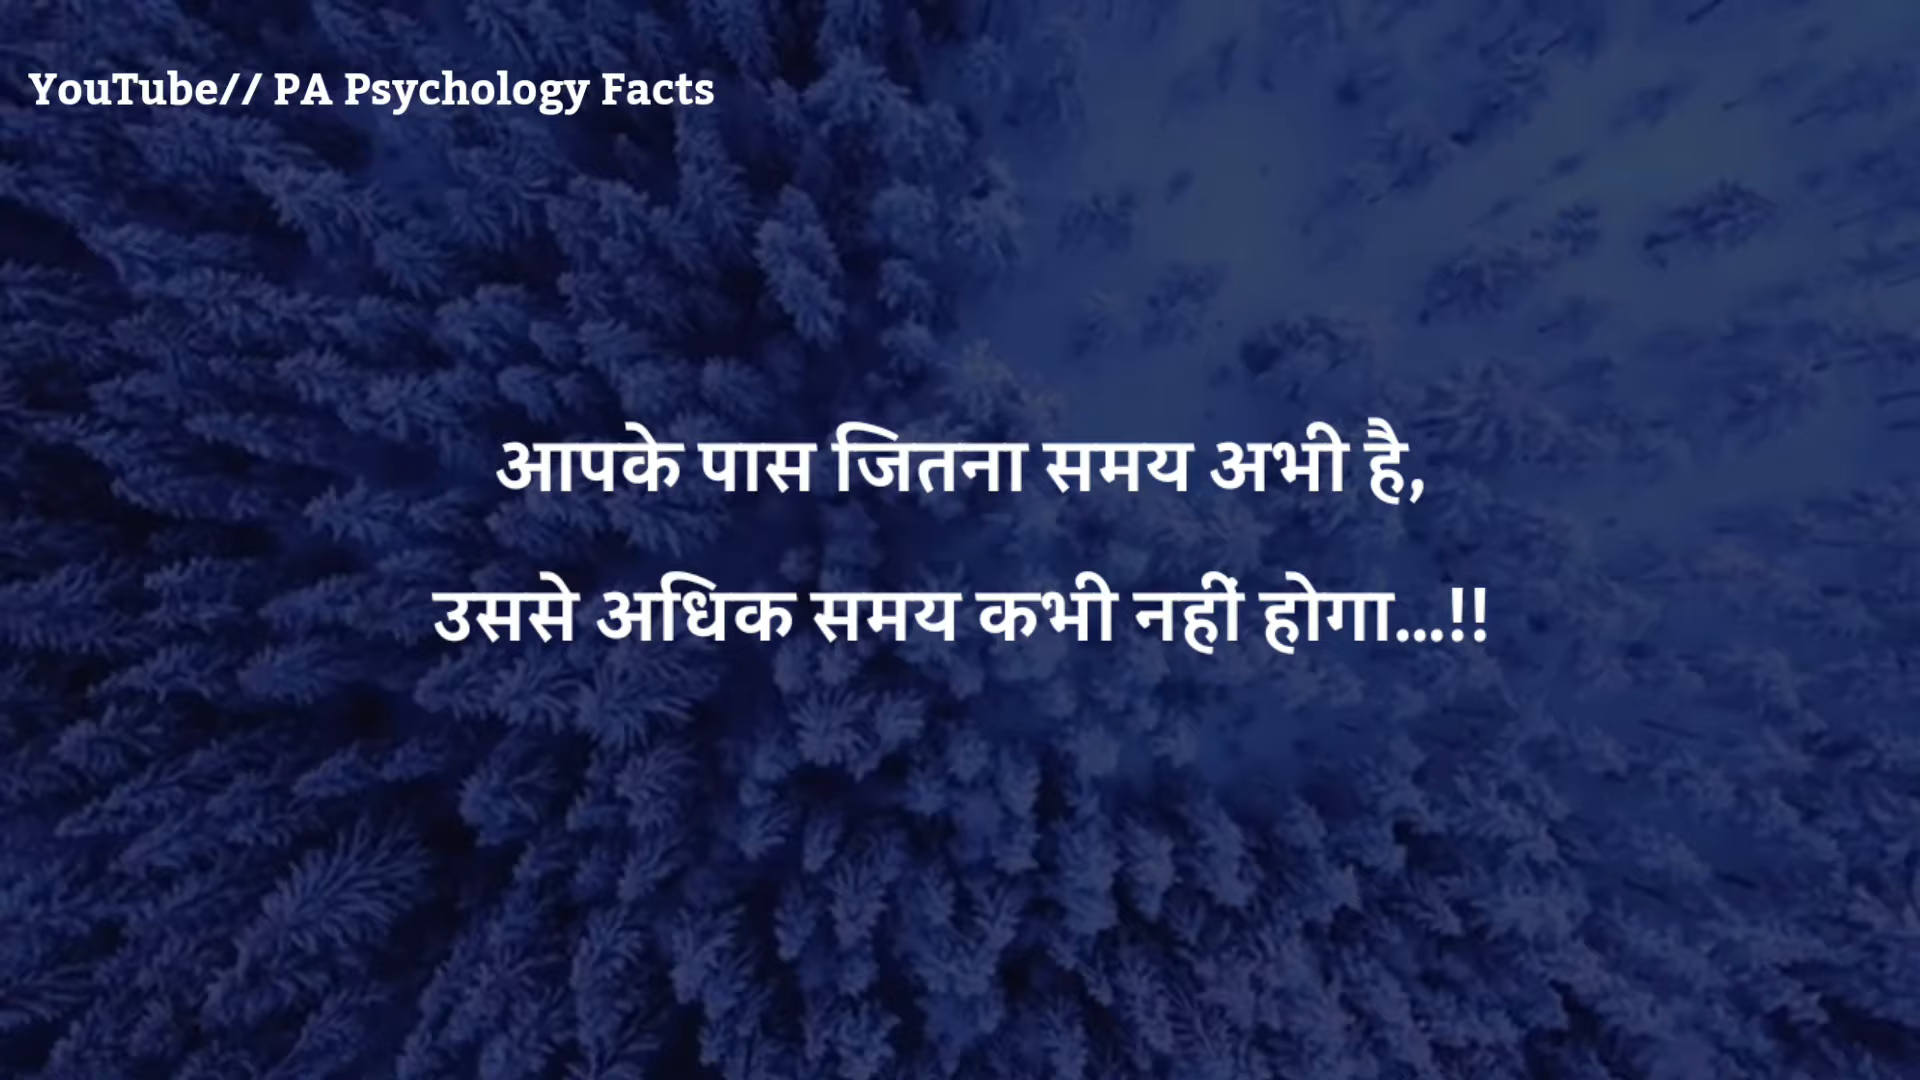 YouTube// PA Psychology Facts
आपके पास जितना समय अभी है,
उससे अधिक समय कभी नहीं होगा...!!